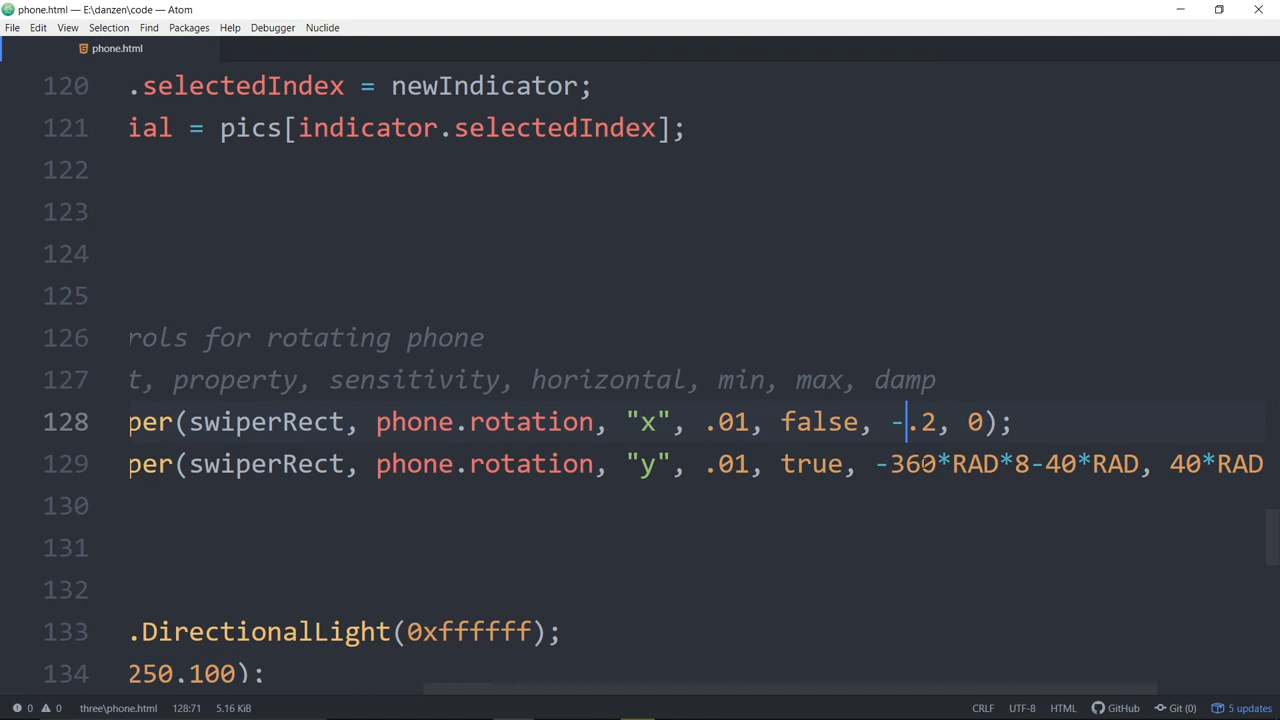 phone.html — E:\danzen\code — Atom
File Edit View Selection Find Packages Help Debugger Nuclide
phone.html
120 .selectedIndex = newIndicator;
121 ial = pics[indicator.selectedIndex];
122
123
124
125
126 rols for rotating phone
127 t, property, sensitivity, horizontal, min, max, damp
128 per(swiperRect, phone.rotation, "x", .01, false, -.2, 0);
129 per(swiperRect, phone.rotation, "y", .01, true, -360*RAD*8-40*RAD, 40*RAD
130
131
132
133 .DirectionalLight(0xffffff);
134 250,100);
0 0 three\phone.html 128:71 5.16 KiB CRLF UTF-8 HTML GitHub Git (0) 5 updates